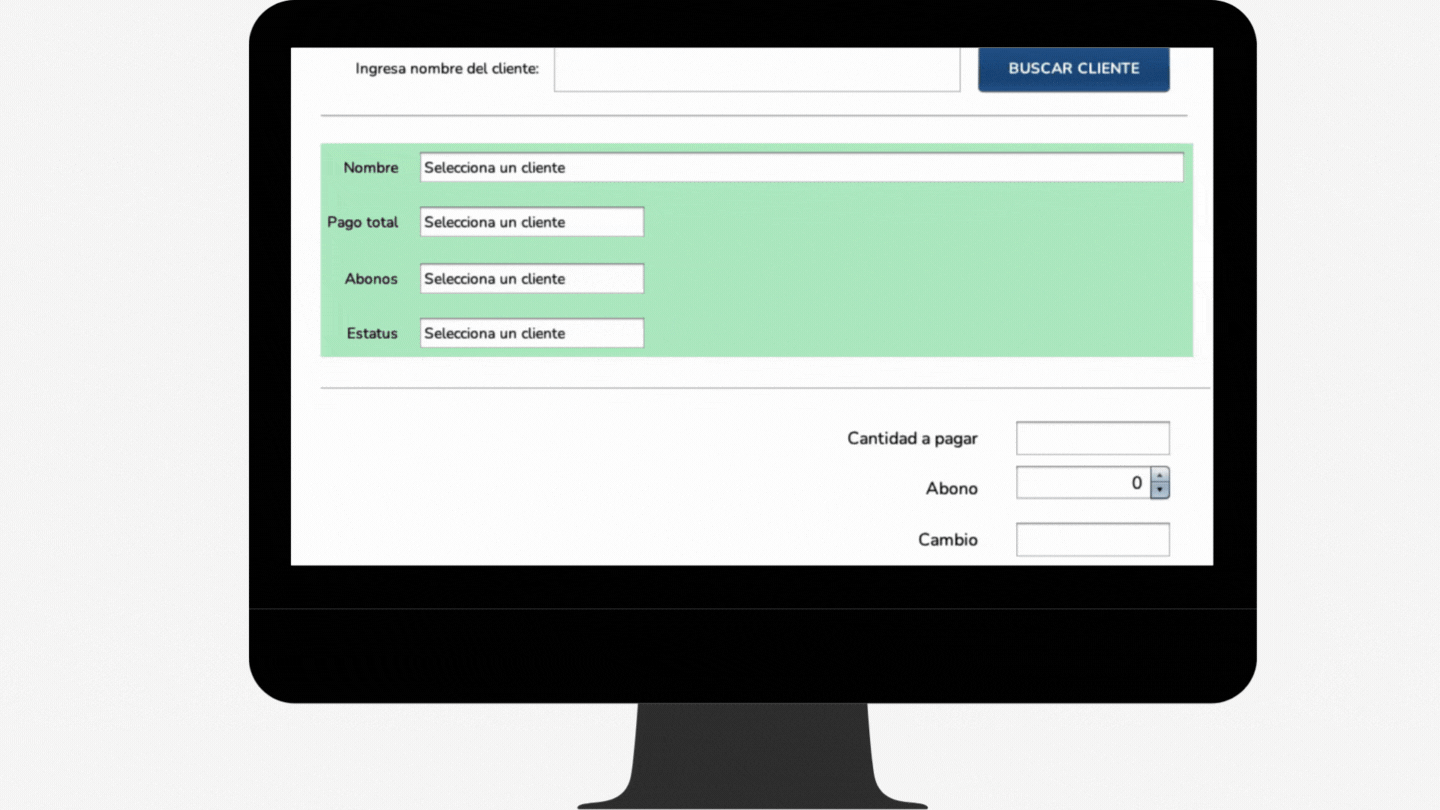 Ingresa nombre del cliente: BUSCAR CLIENTE
Nombre Selecciona un cliente
Pago total Selecciona un cliente
Abonos Selecciona un cliente
Estatus Selecciona un cliente
Cantidad a pagar
Abono 0
Cambio